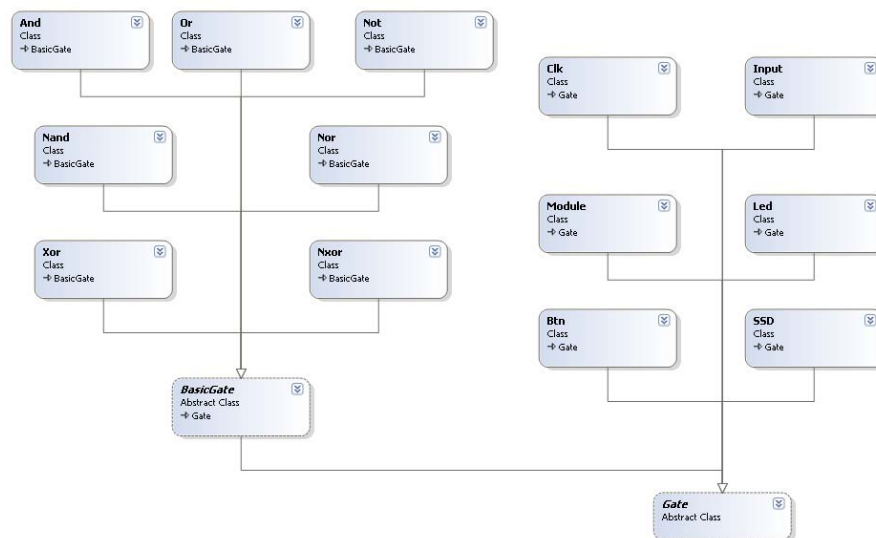 And
Class
BasicGate
Or
Class
BasicGate
Not
Class
BasicGate
Clk
Class
Gate
Input
Class
Gate
Nand
Class
BasicGate
Nor
Class
BasicGate
Module
Class
Gate
Led
Class
Gate
Xor
Class
BasicGate
Nxor
Class
BasicGate
Btn
Class
Gate
SSD
Class
Gate
BasicGate
Abstract Class
Gate
Gate
Abstract Class